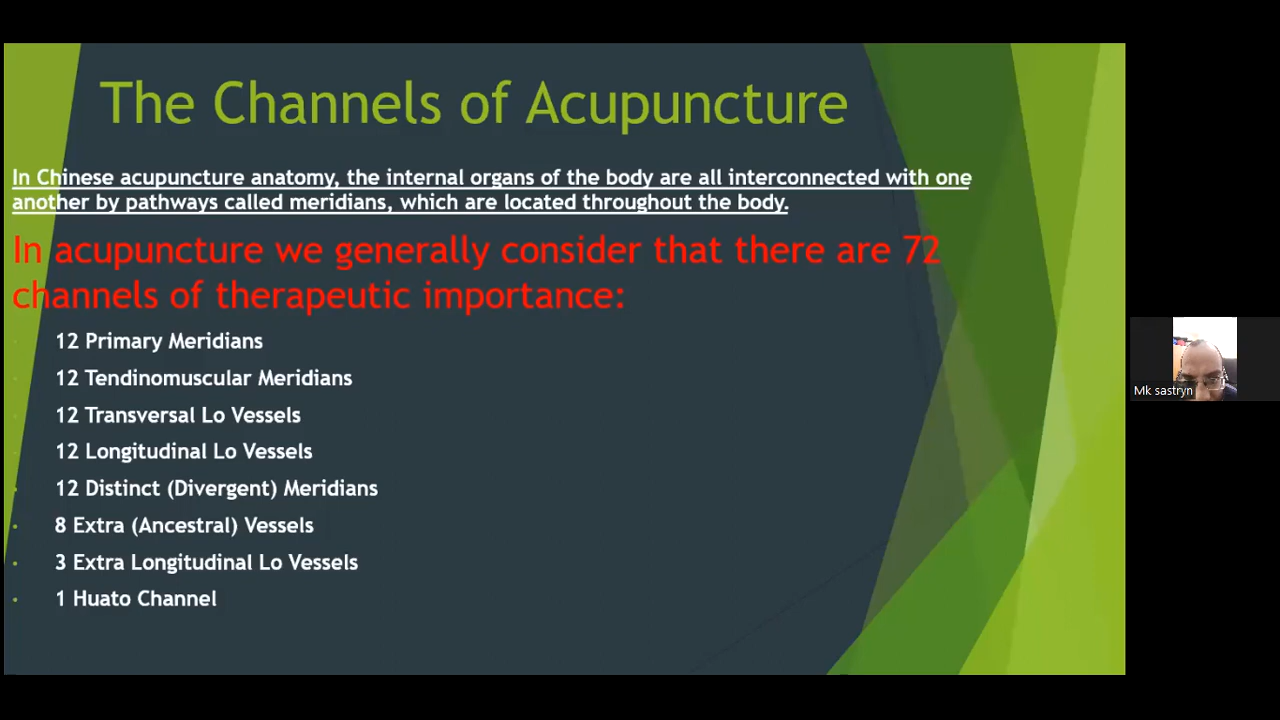 The Channels of Acupuncture
In Chinese acupuncture anatomy, the internal organs of the body are all interconnected with one
another by pathways called meridians, which are located throughout the body.
In acupuncture we generally consider that there are 72
channels of therapeutic importance:
12 Primary Meridians
12 Tendinomuscular Meridians
12 Transversal Lo Vessels
12 Longitudinal Lo Vessels
12 Distinct (Divergent) Meridians
8 Extra (Ancestral) Vessels
3 Extra Longitudinal Lo Vessels
1 Huato Channel
Mk sastryn